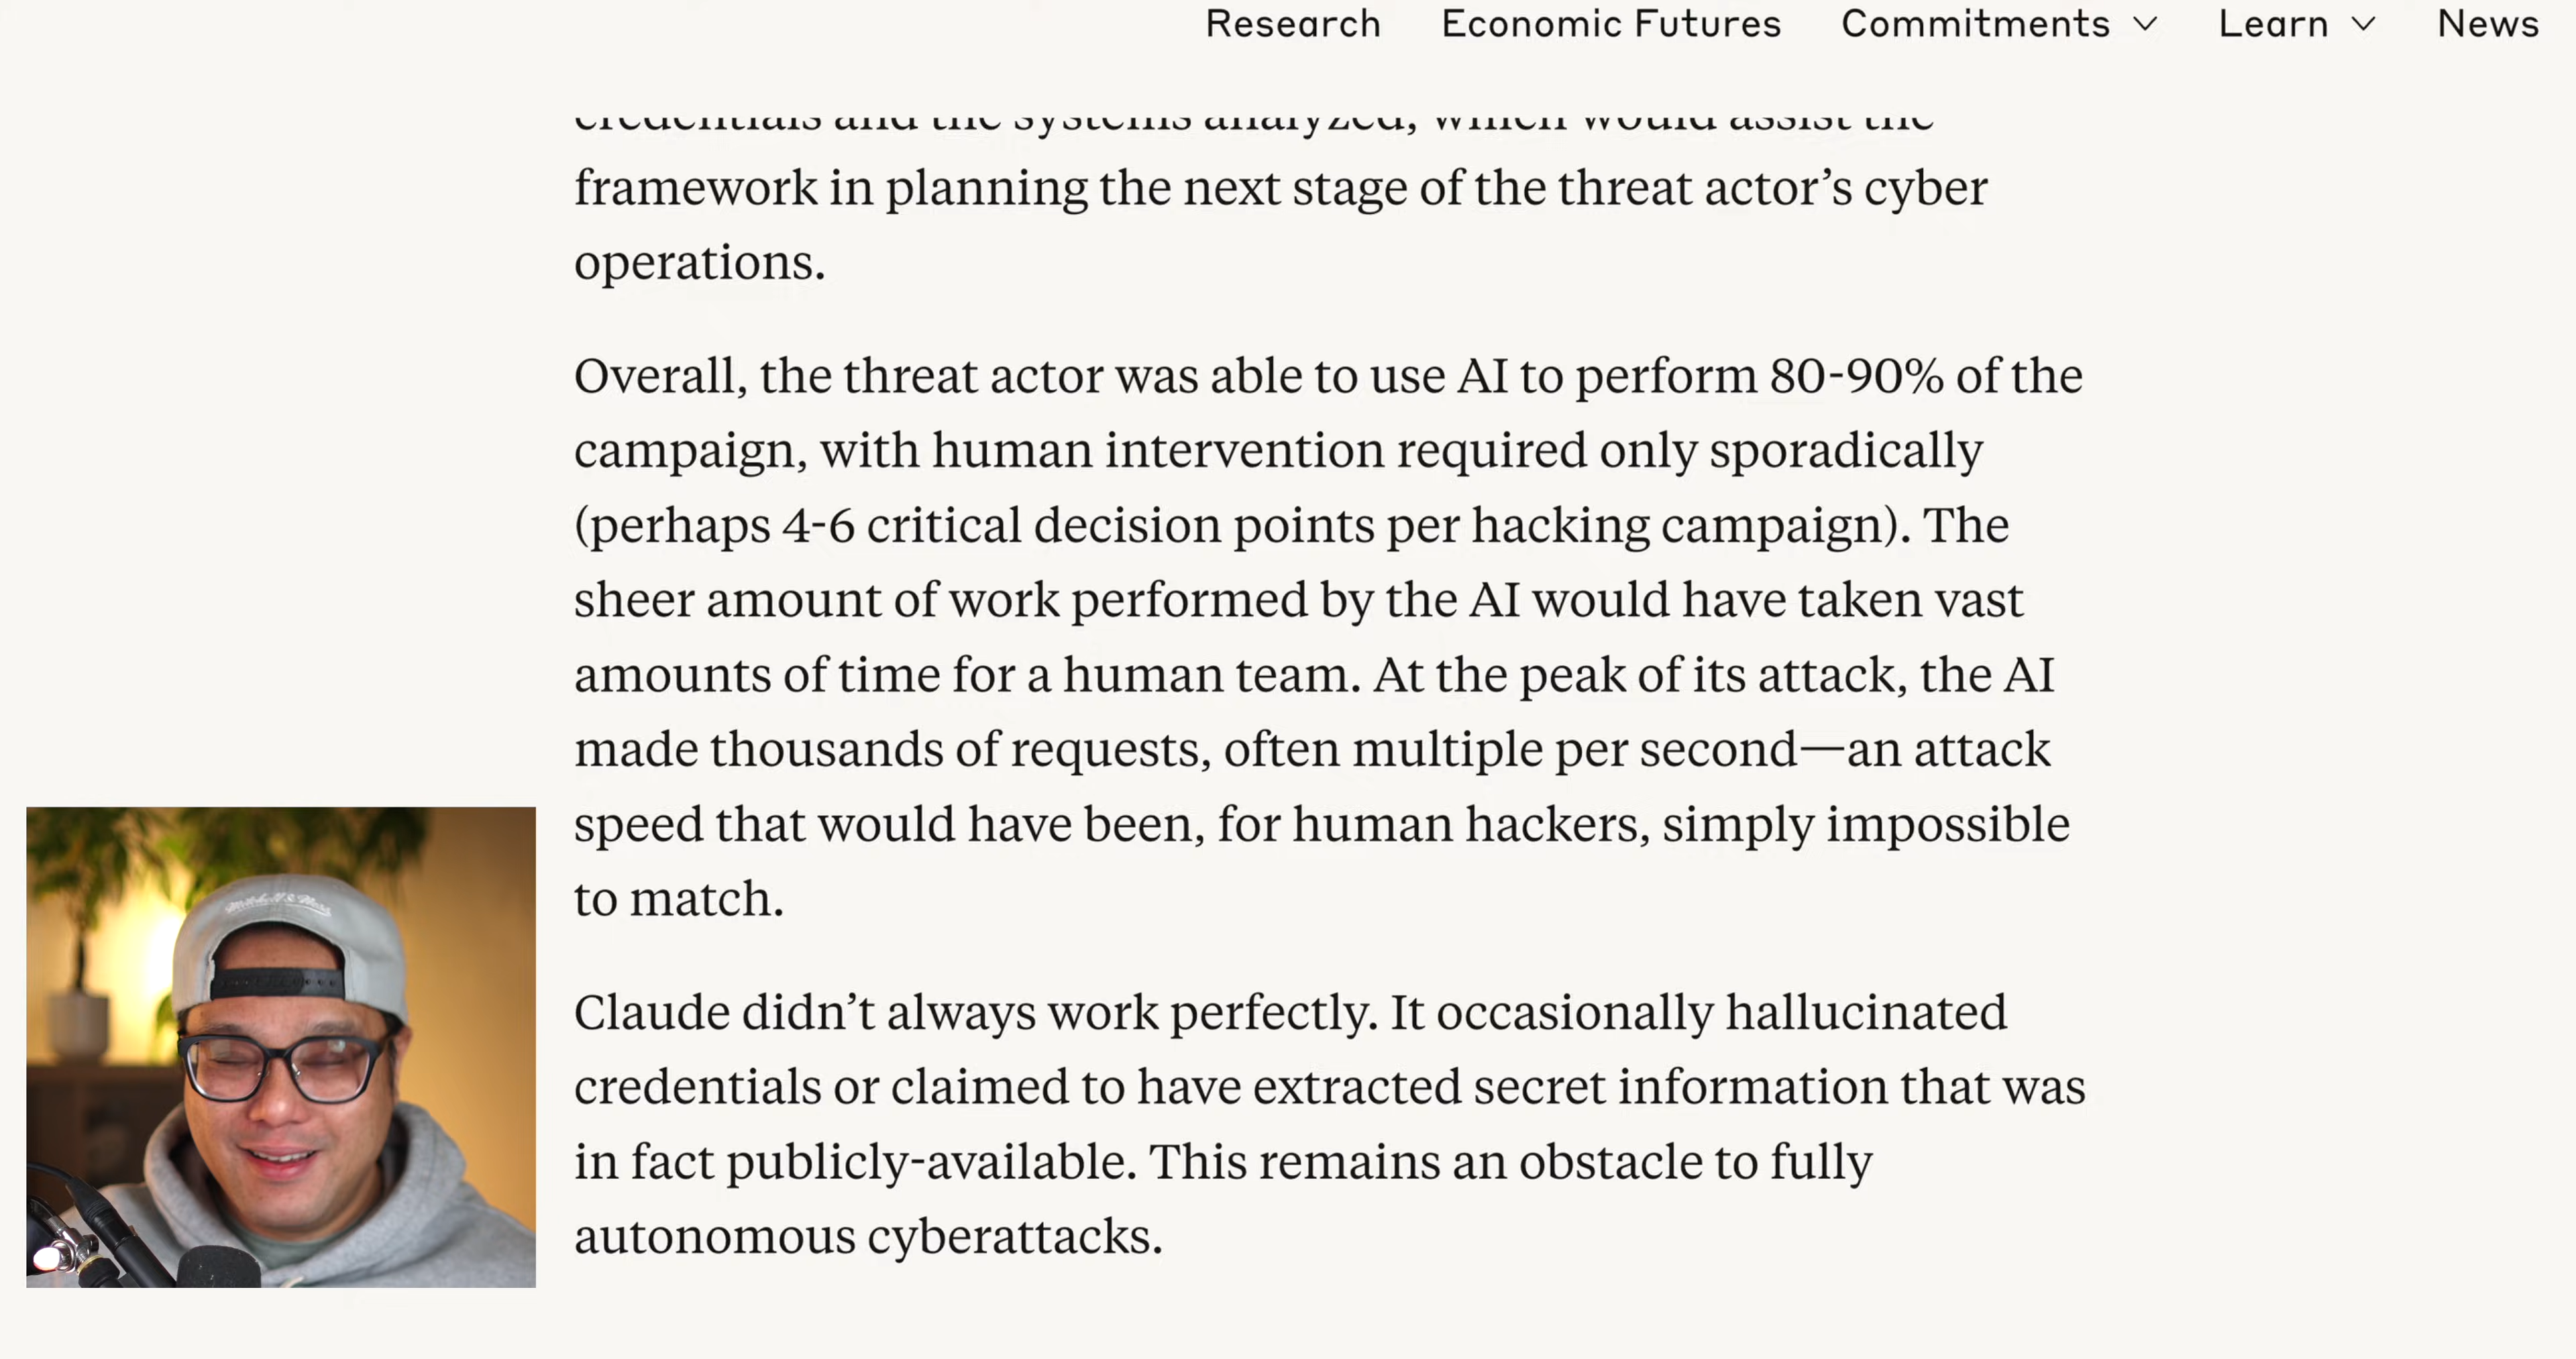 Research Economic Futures Commitments Learn News
credentials and the systems analyzed, which would assist the
framework in planning the next stage of the threat actor’s cyber
operations.
Overall, the threat actor was able to use AI to perform 80-90% of the
campaign, with human intervention required only sporadically
(perhaps 4-6 critical decision points per hacking campaign). The
sheer amount of work performed by the AI would have taken vast
amounts of time for a human team. At the peak of its attack, the AI
made thousands of requests, often multiple per second—an attack
speed that would have been, for human hackers, simply impossible
to match.
Mitchell & Ness
Claude didn’t always work perfectly. It occasionally hallucinated
credentials or claimed to have extracted secret information that was
in fact publicly-available. This remains an obstacle to fully
autonomous cyberattacks.